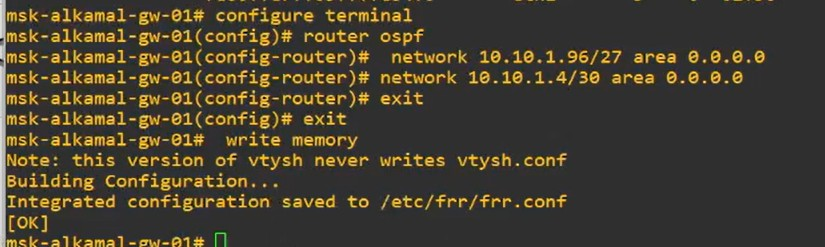 msk-alkamal-gw-01# configure terminal
msk-alkamal-gw-01(config)# router ospf
msk-alkamal-gw-01(config-router)#  network 10.10.1.96/27 area 0.0.0.0
msk-alkamal-gw-01(config-router)# network 10.10.1.4/30 area 0.0.0.0
msk-alkamal-gw-01(config-router)# exit
msk-alkamal-gw-01(config)# exit
msk-alkamal-gw-01#  write memory
Note: this version of vtysh never writes vtysh.conf
Building Configuration...
Integrated configuration saved to /etc/frr/frr.conf
[OK]
msk-alkamal-gw-01#